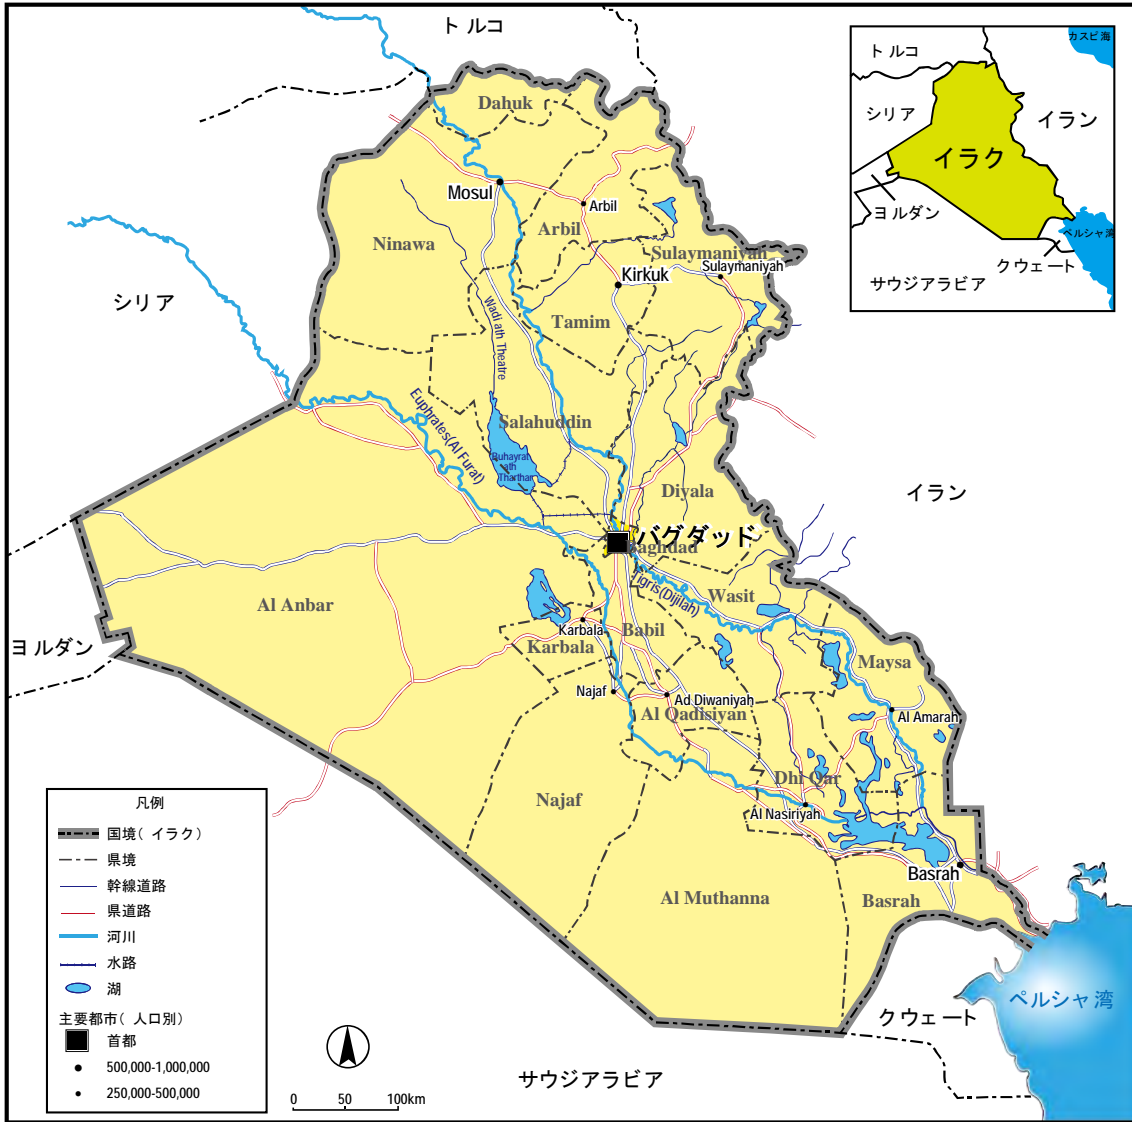 トルコ
Dahuk
Mosul
Arbil
Arbil
Ninawa
Sulaymaniyah
Sulaymaniyah
Kirkuk
シリア
Tamim
Wadi ath Theatre
Euphrates(Al Furat)
Salahuddin
Buhayrat
ath
Tharthar
Diyala
イラン
バグダッド
Baghdad
Tigris(Dijilah)
Wasit
Al Anbar
Karbala
Babil
Karbala
ヨルダン
Maysa
Najaf
Ad Diwaniyah
Al Qadisiyan
Al Amarah
Dhi Qar
Najaf
Al Nasiriyah
Basrah
Al Muthanna
Basrah
ペルシャ湾
クウェート
サウジアラビア
カスピ海
トルコ
シリア
イラン
イラク
ヨルダン
ペルシャ湾
クウェート
サウジアラビア
凡例
国境(イラク)
県境
幹線道路
県道路
河川
水路
湖
主要都市(人口別)
首都
500,000-1,000,000
250,000-500,000
0 50 100km